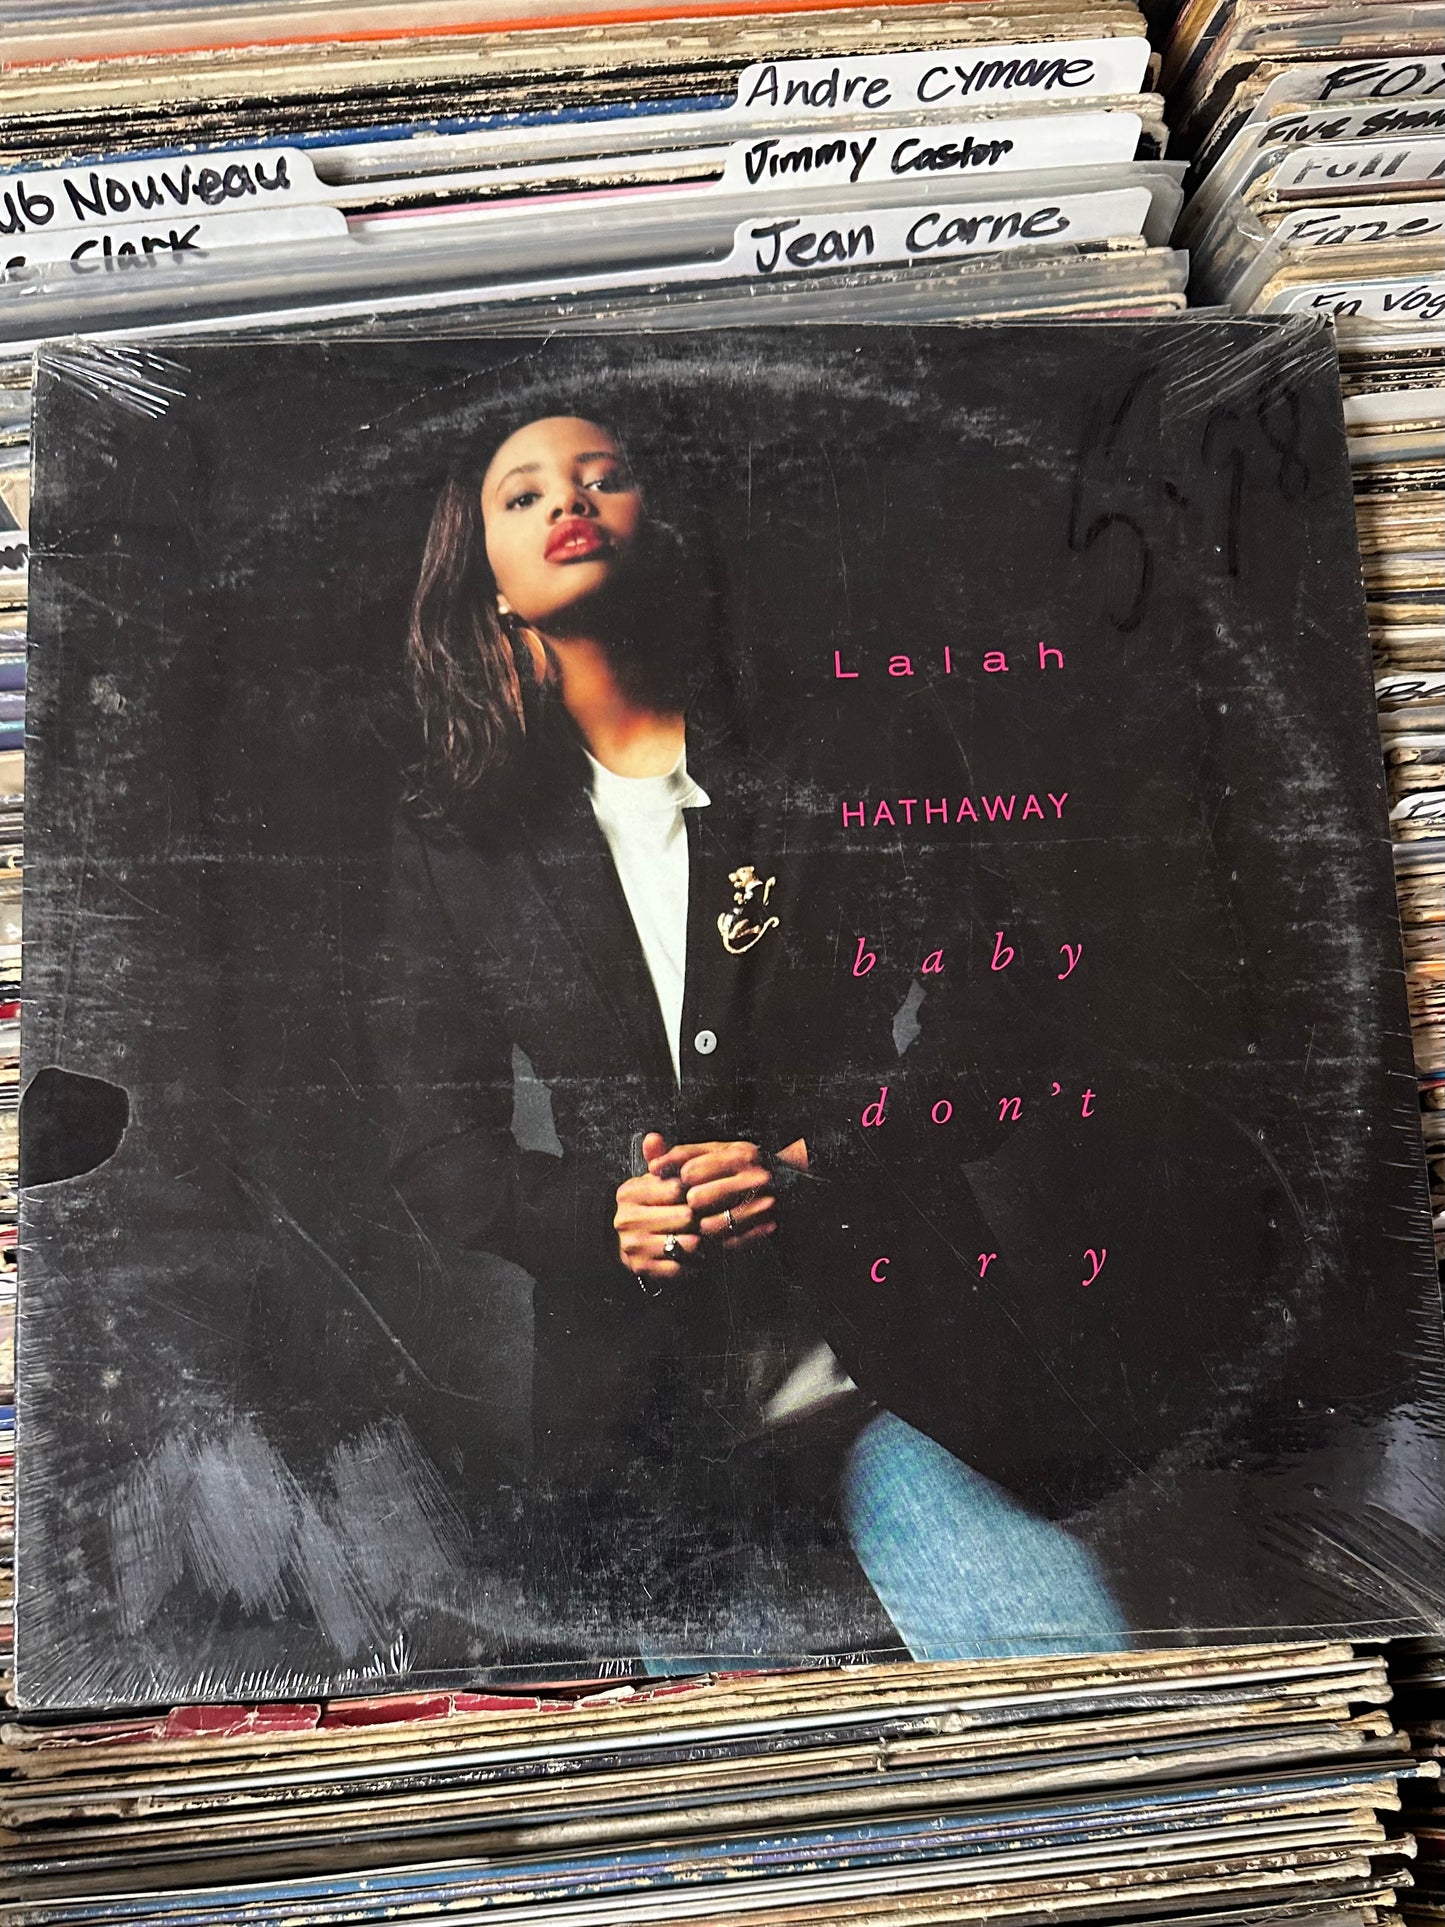 Andre Cymone
Jimmy Castor
ub Nouveau
Clark
Jean Carne
Fox
Five Star
Full
Faze
En Vog
5.98
Lalah
HATHAWAY
baby
don't
cry